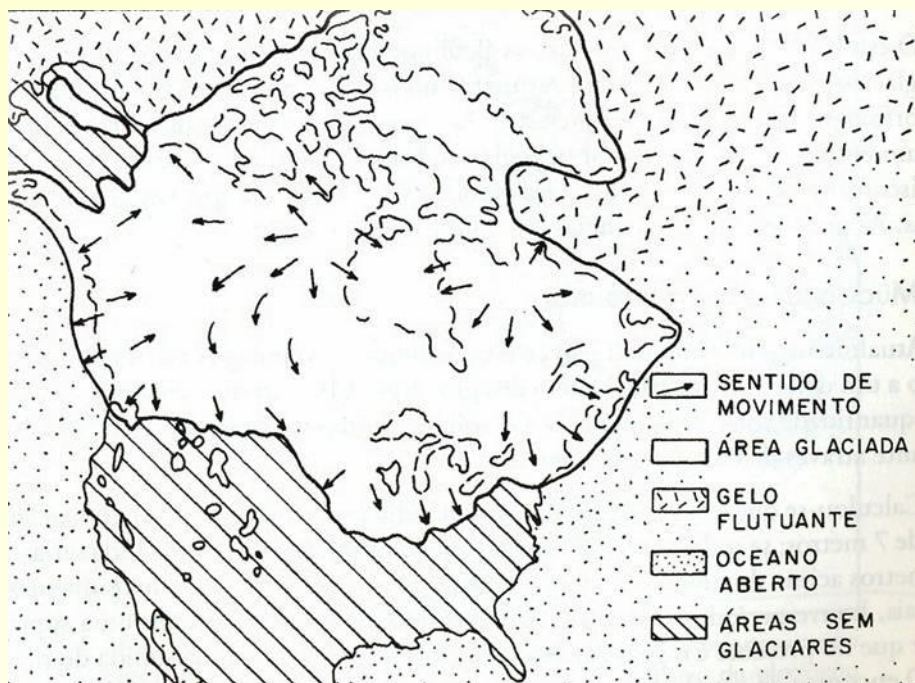 SENTIDO DE
MOVIMENTO
ÁREA GLACIADA
GELO
FLUTUANTE
OCEANO
ABERTO
ÁREAS SEM
GLACIARES